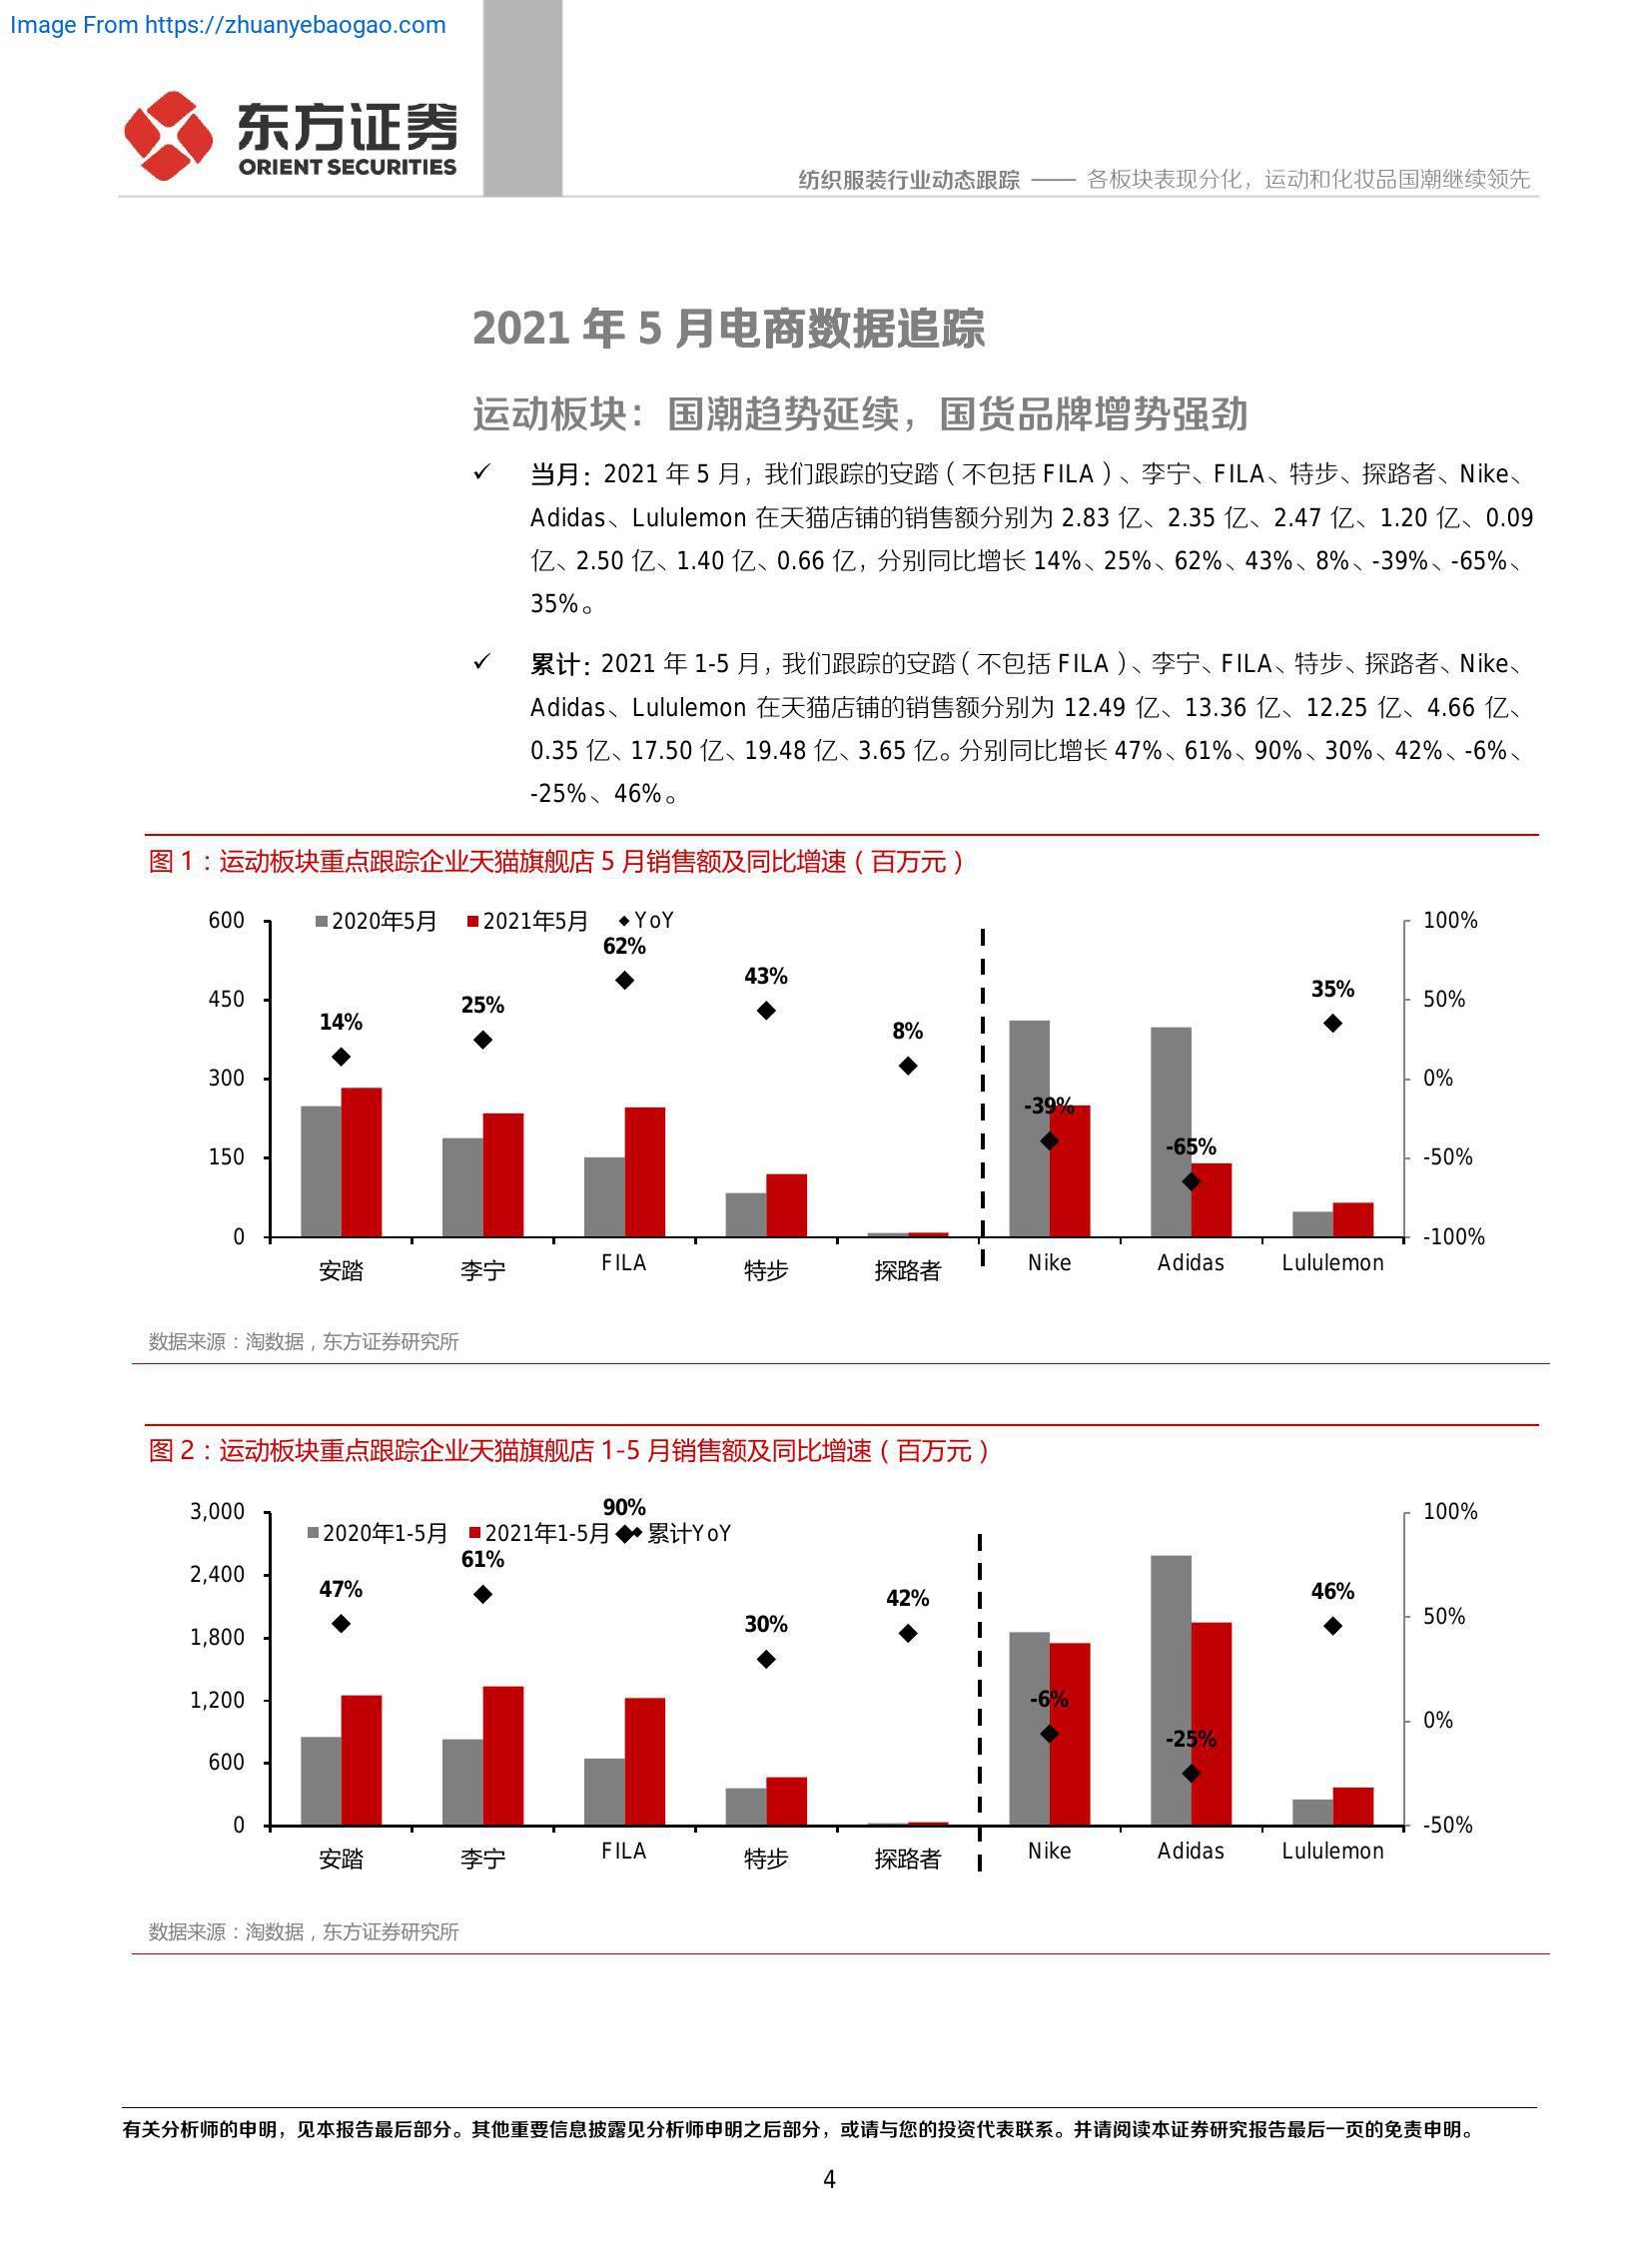 Image From https://zhuanyebaogao.com
东方证券
ORIENT SECURITIES
纺织服装行业动态跟踪 —— 各板块表现分化，运动和化妆品国潮继续领先
2021 年 5 月电商数据追踪
运动板块：国潮趋势延续，国货品牌增势强劲
✓ 当月：2021 年 5 月，我们跟踪的安踏（不包括 FILA）、李宁、FILA、特步、探路者、Nike、
Adidas、Lululemon 在天猫店铺的销售额分别为 2.83 亿、2.35 亿、2.47 亿、1.20 亿、0.09
亿、2.50 亿、1.40 亿、0.66 亿，分别同比增长 14%、25%、62%、43%、8%、-39%、-65%、
35%。
✓ 累计：2021 年 1-5 月，我们跟踪的安踏（不包括 FILA）、李宁、FILA、特步、探路者、Nike、
Adidas、Lululemon 在天猫店铺的销售额分别为 12.49 亿、13.36 亿、12.25 亿、4.66 亿、
0.35 亿、17.50 亿、19.48 亿、3.65 亿。分别同比增长 47%、61%、90%、30%、42%、-6%、
-25%、46%。
图 1：运动板块重点跟踪企业天猫旗舰店 5 月销售额及同比增速（百万元）
600 2020年5月 2021年5月 YoY 100%
62%
43%
35%
450 50%
25%
14%
8%
300 0%
-39%
-65%
150 -50%
0 -100%
安踏 李宁 FILA 特步 探路者 Nike Adidas Lululemon
数据来源：淘数据，东方证券研究所
图 2：运动板块重点跟踪企业天猫旗舰店 1-5 月销售额及同比增速（百万元）
3,000 90% 100%
2020年1-5月 2021年1-5月 累计YoY
61%
2,400
47% 42% 46%
50%
30%
1,800
1,200 -6%
0%
-25%
600
0 -50%
安踏 李宁 FILA 特步 探路者 Nike Adidas Lululemon
数据来源：淘数据，东方证券研究所
有关分析师的申明，见本报告最后部分。其他重要信息披露见分析师申明之后部分，或请与您的投资代表联系。并请阅读本证券研究报告最后一页的免责申明。
4